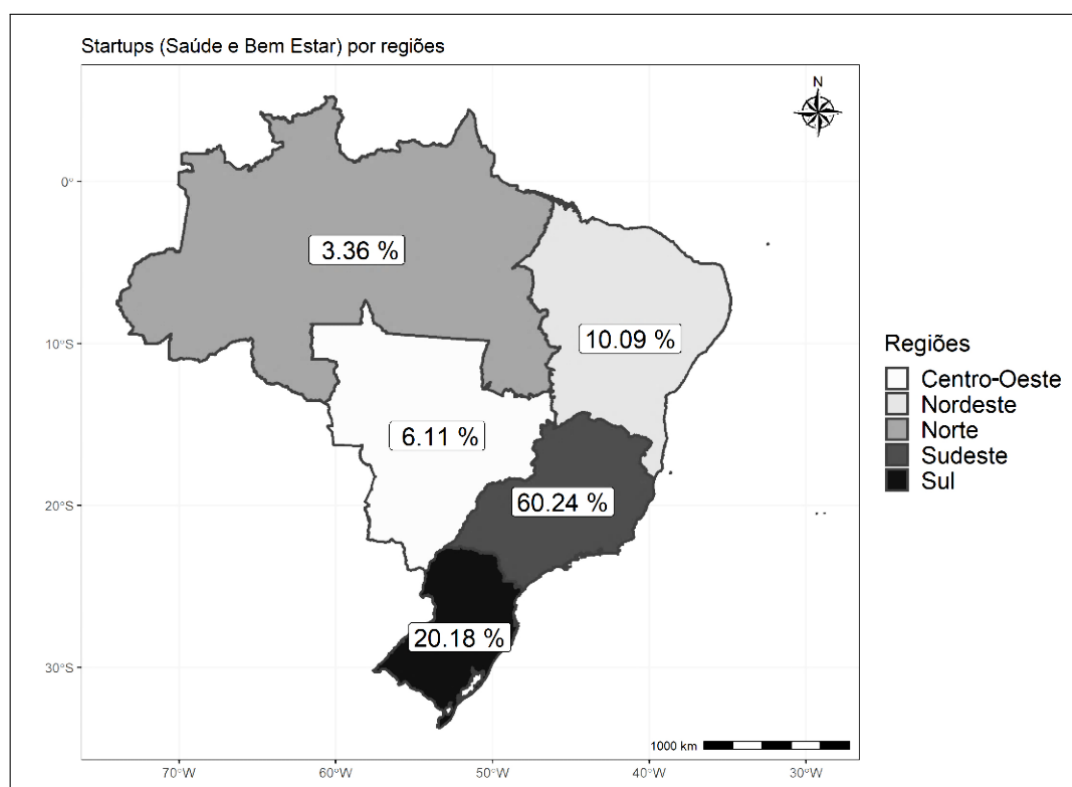 Startups (Saúde e Bem Estar) por regiões
N
0°
3.36 %
10°S
10.09 %
6.11 %
20°S
60.24 %
20.18 %
30°S
1000 km
70°W
60°W
50°W
40°W
30°W
Regiões
Centro-Oeste
Nordeste
Norte
Sudeste
Sul